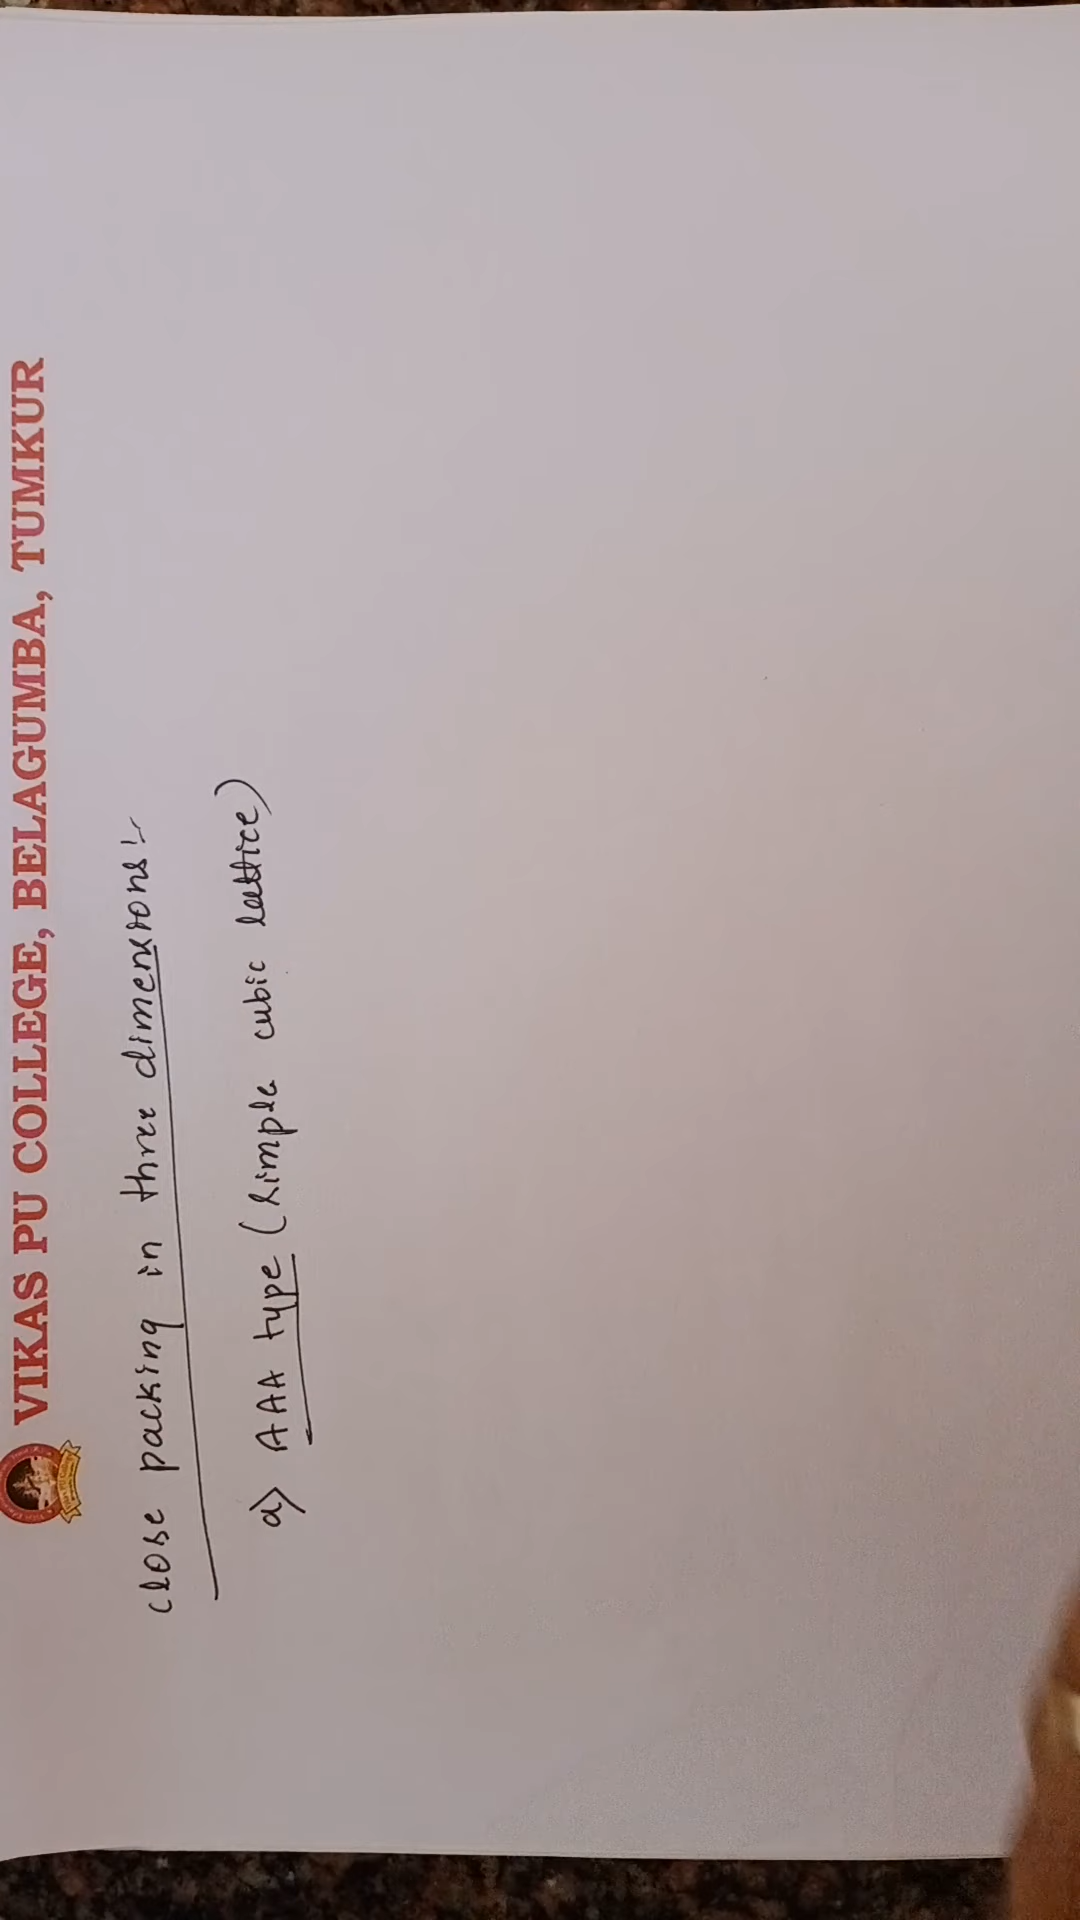 VIKAS PU COLLEGE, BELAGUMBA, TUMKUR
close packing in three dimensions:-
a) AAA type (simple cubic lattice)